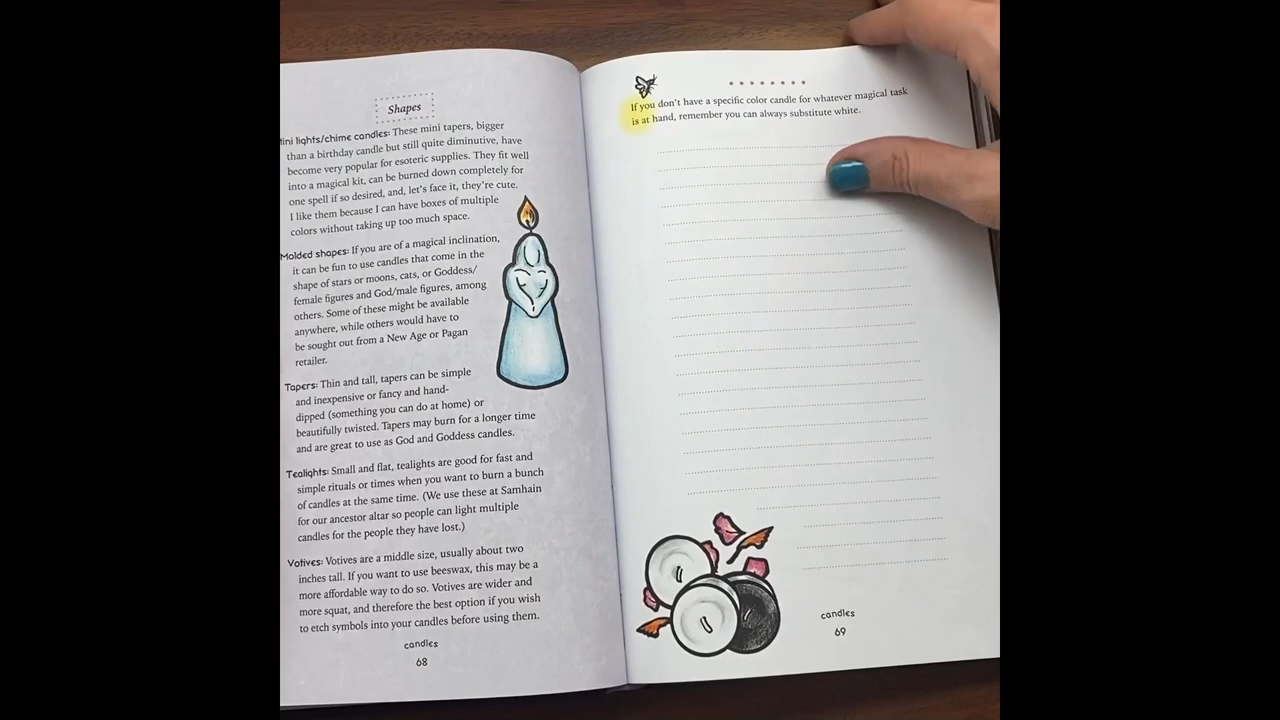 Shapes
ini lights/chime candles: These mini tapers, bigger
than a birthday candle but still quite diminutive, have
become very popular for esoteric supplies. They fit well
into a magical kit, can be burned down completely for
one spell if so desired, and, let's face it, they're cute.
I like them because I can have boxes of multiple
colors without taking up too much space.
Molded shapes: If you are of a magical inclination,
it can be fun to use candles that come in the
shape of stars or moons, cats, or Goddess/
female figures and God/male figures, among
others. Some of these might be available
anywhere, while others would have to
be sought out from a New Age or Pagan
retailer.
Tapers: Thin and tall, tapers can be simple
and inexpensive or fancy and hand-
dipped (something you can do at home) or
beautifully twisted. Tapers may burn for a longer time
and are great to use as God and Goddess candles.
Tealights: Small and flat, tealights are good for fast and
simple rituals or times when you want to burn a bunch
of candles at the same time. (We use these at Samhain
for our ancestor altar so people can light multiple
candles for the people they have lost.)
Votives: Votives are a middle size, usually about two
inches tall. If you want to use beeswax, this may be a
more affordable way to do so. Votives are wider and
more squat, and therefore the best option if you wish
to etch symbols into your candles before using them.
candles
68
If you don't have a specific color candle for whatever magical task
is at hand, remember you can always substitute white.
candles
69